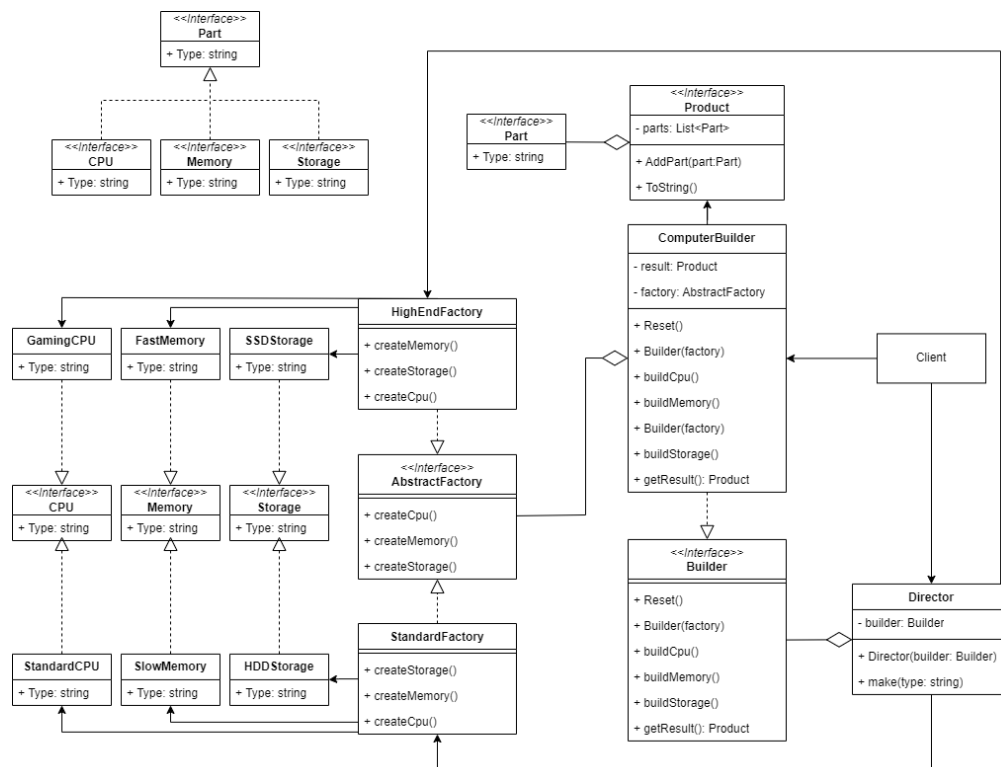 <<Interface>>
Part
+ Type: string
<<Interface>>
CPU
+ Type: string
<<Interface>>
Memory
+ Type: string
<<Interface>>
Storage
+ Type: string
<<Interface>>
Part
+ Type: string
<<Interface>>
Product
- parts: List<Part>
+ AddPart(part:Part)
+ ToString()
ComputerBuilder
- result: Product
- factory: AbstractFactory
+ Reset()
+ Builder(factory)
+ buildCpu()
+ buildMemory()
+ Builder(factory)
+ buildStorage()
+ getResult(): Product
Client
GamingCPU
+ Type: string
FastMemory
+ Type: string
SSDStorage
+ Type: string
HighEndFactory
+ createMemory()
+ createStorage()
+ createCpu()
<<Interface>>
CPU
+ Type: string
<<Interface>>
Memory
+ Type: string
<<Interface>>
Storage
+ Type: string
<<Interface>>
AbstractFactory
+ createCpu()
+ createMemory()
+ createStorage()
<<Interface>>
Builder
+ Reset()
+ Builder(factory)
+ buildCpu()
+ buildMemory()
+ buildStorage()
+ getResult(): Product
Director
- builder: Builder
+ Director(builder: Builder)
+ make(type: string)
StandardCPU
+ Type: string
SlowMemory
+ Type: string
HDDStorage
+ Type: string
StandardFactory
+ createStorage()
+ createMemory()
+ createCpu()